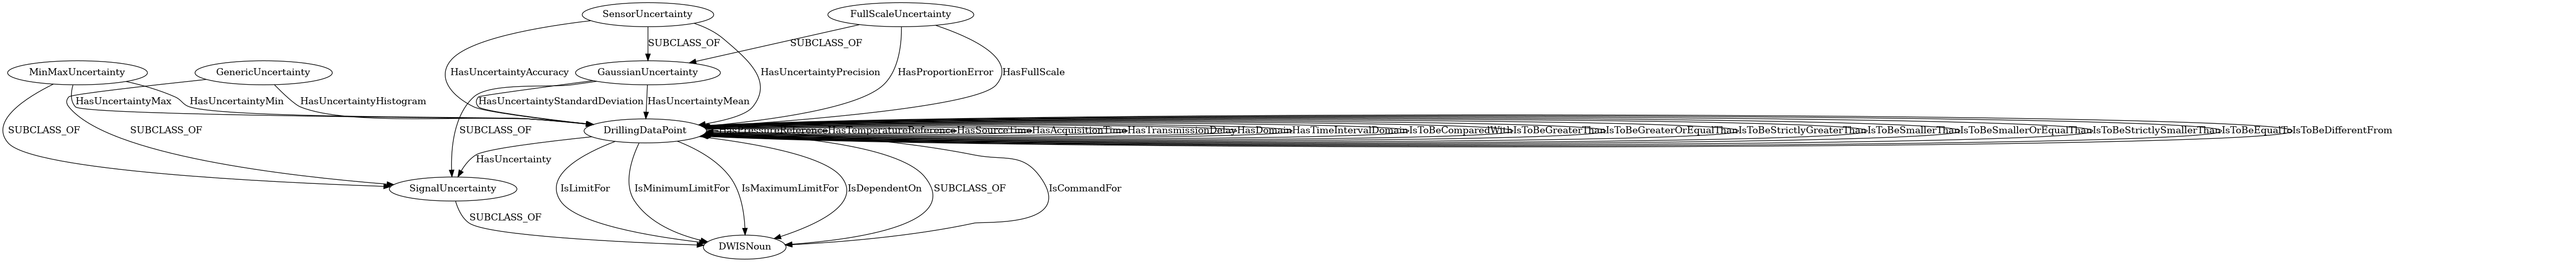 SensorUncertainty
FullScaleUncertainty
SUBCLASS_OF
SUBCLASS_OF
MinMaxUncertainty
GenericUncertainty
HasUncertaintyAccuracy
GaussianUncertainty
HasUncertaintyPrecision
HasProportionError
HasFullScale
HasUncertaintyMax
HasUncertaintyMin
HasUncertaintyHistogram
HasUncertaintyStandardDeviation
HasUncertaintyMean
SUBCLASS_OF
SUBCLASS_OF
SUBCLASS_OF
DrillingDataPoint
HasPressureReference
HasTemperatureReference
HasSourceTime
HasAcquisitionTime
HasTransmissionDelay
HasDomain
HasTimeIntervalDomain
IsToBeComparedWith
IsToBeGreaterThan
IsToBeGreaterOrEqualThan
IsToBeStrictlyGreaterThan
IsToBeSmallerThan
IsToBeSmallerOrEqualThan
IsToBeStrictlySmallerThan
IsToBeEqualTo
IsToBeDifferentFrom
HasUncertainty
SignalUncertainty
IsLimitFor
IsMinimumLimitFor
IsMaximumLimitFor
IsDependentOn
SUBCLASS_OF
IsCommandFor
SUBCLASS_OF
DWISNoun